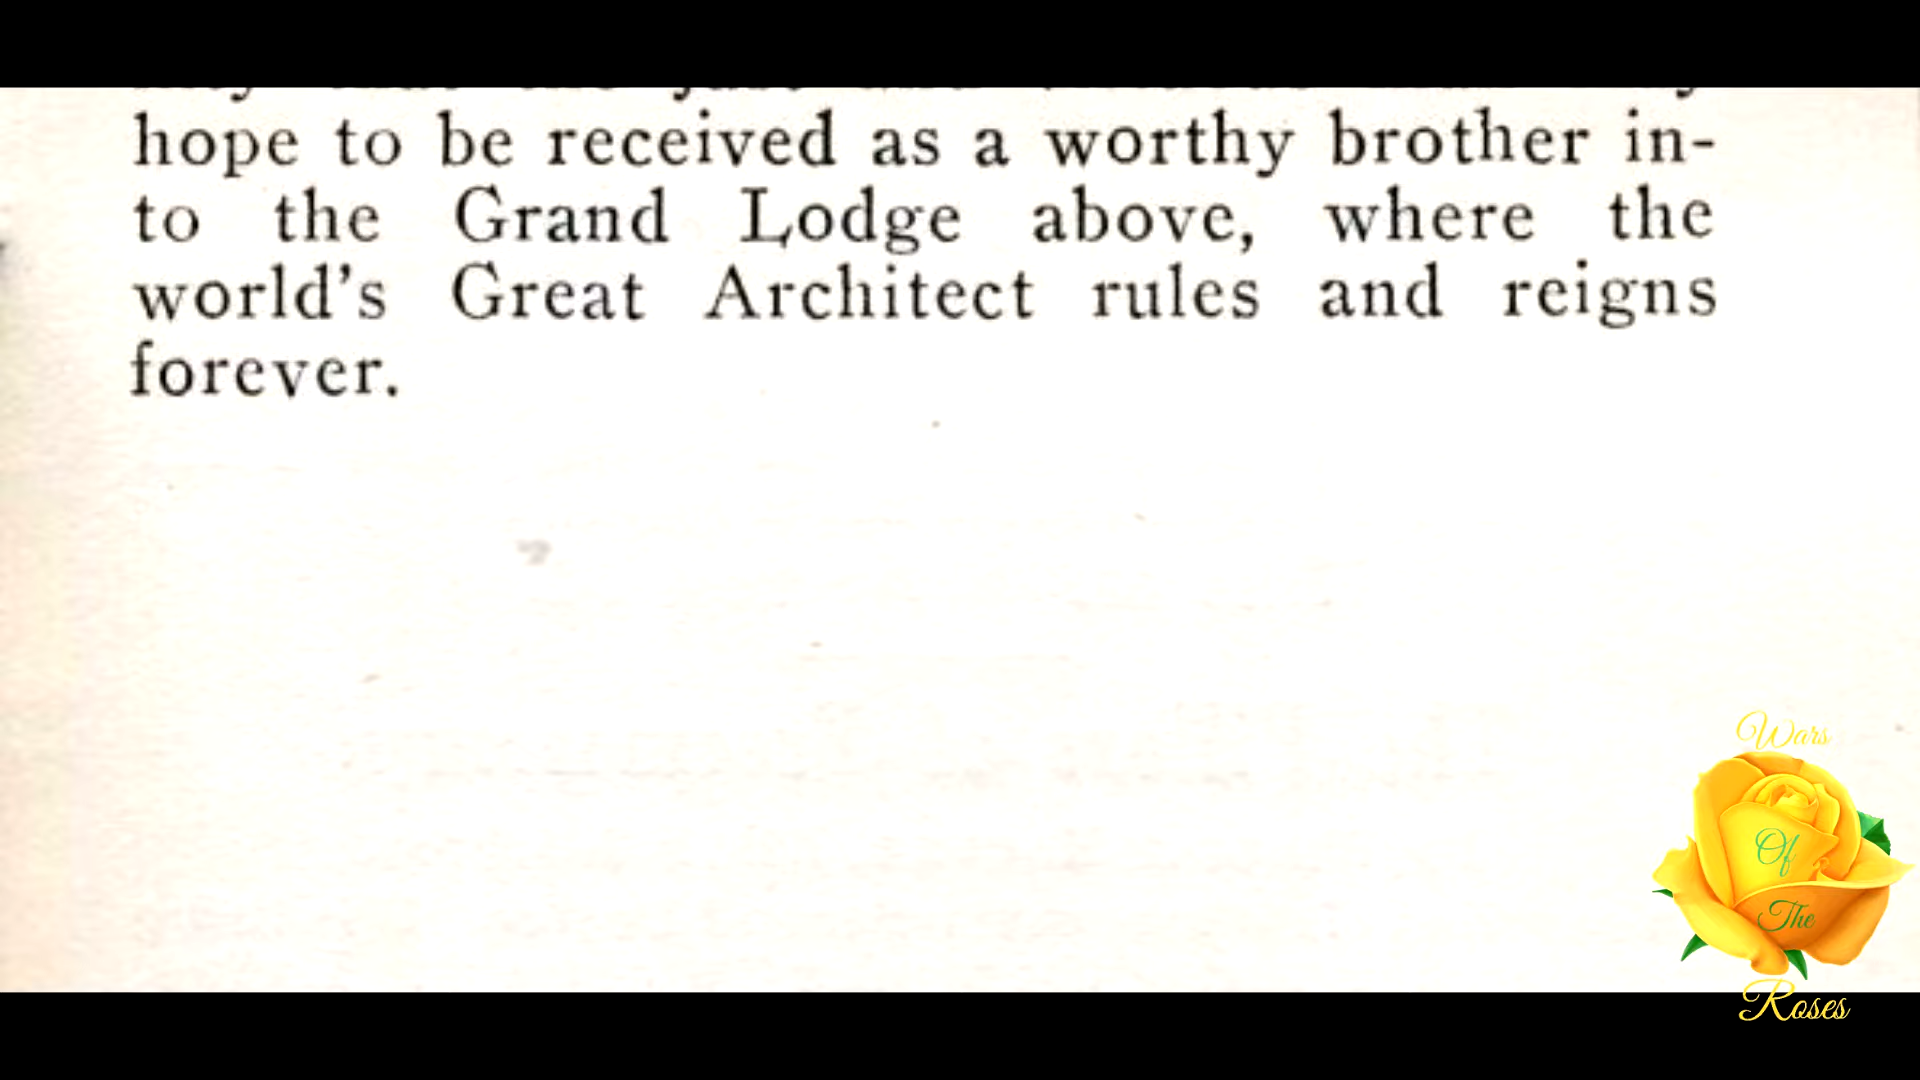 hope to be received as a worthy brother in-
to the Grand Lodge above, where the
world's Great Architect rules and reigns
forever.
Wars
Of
The
Roses